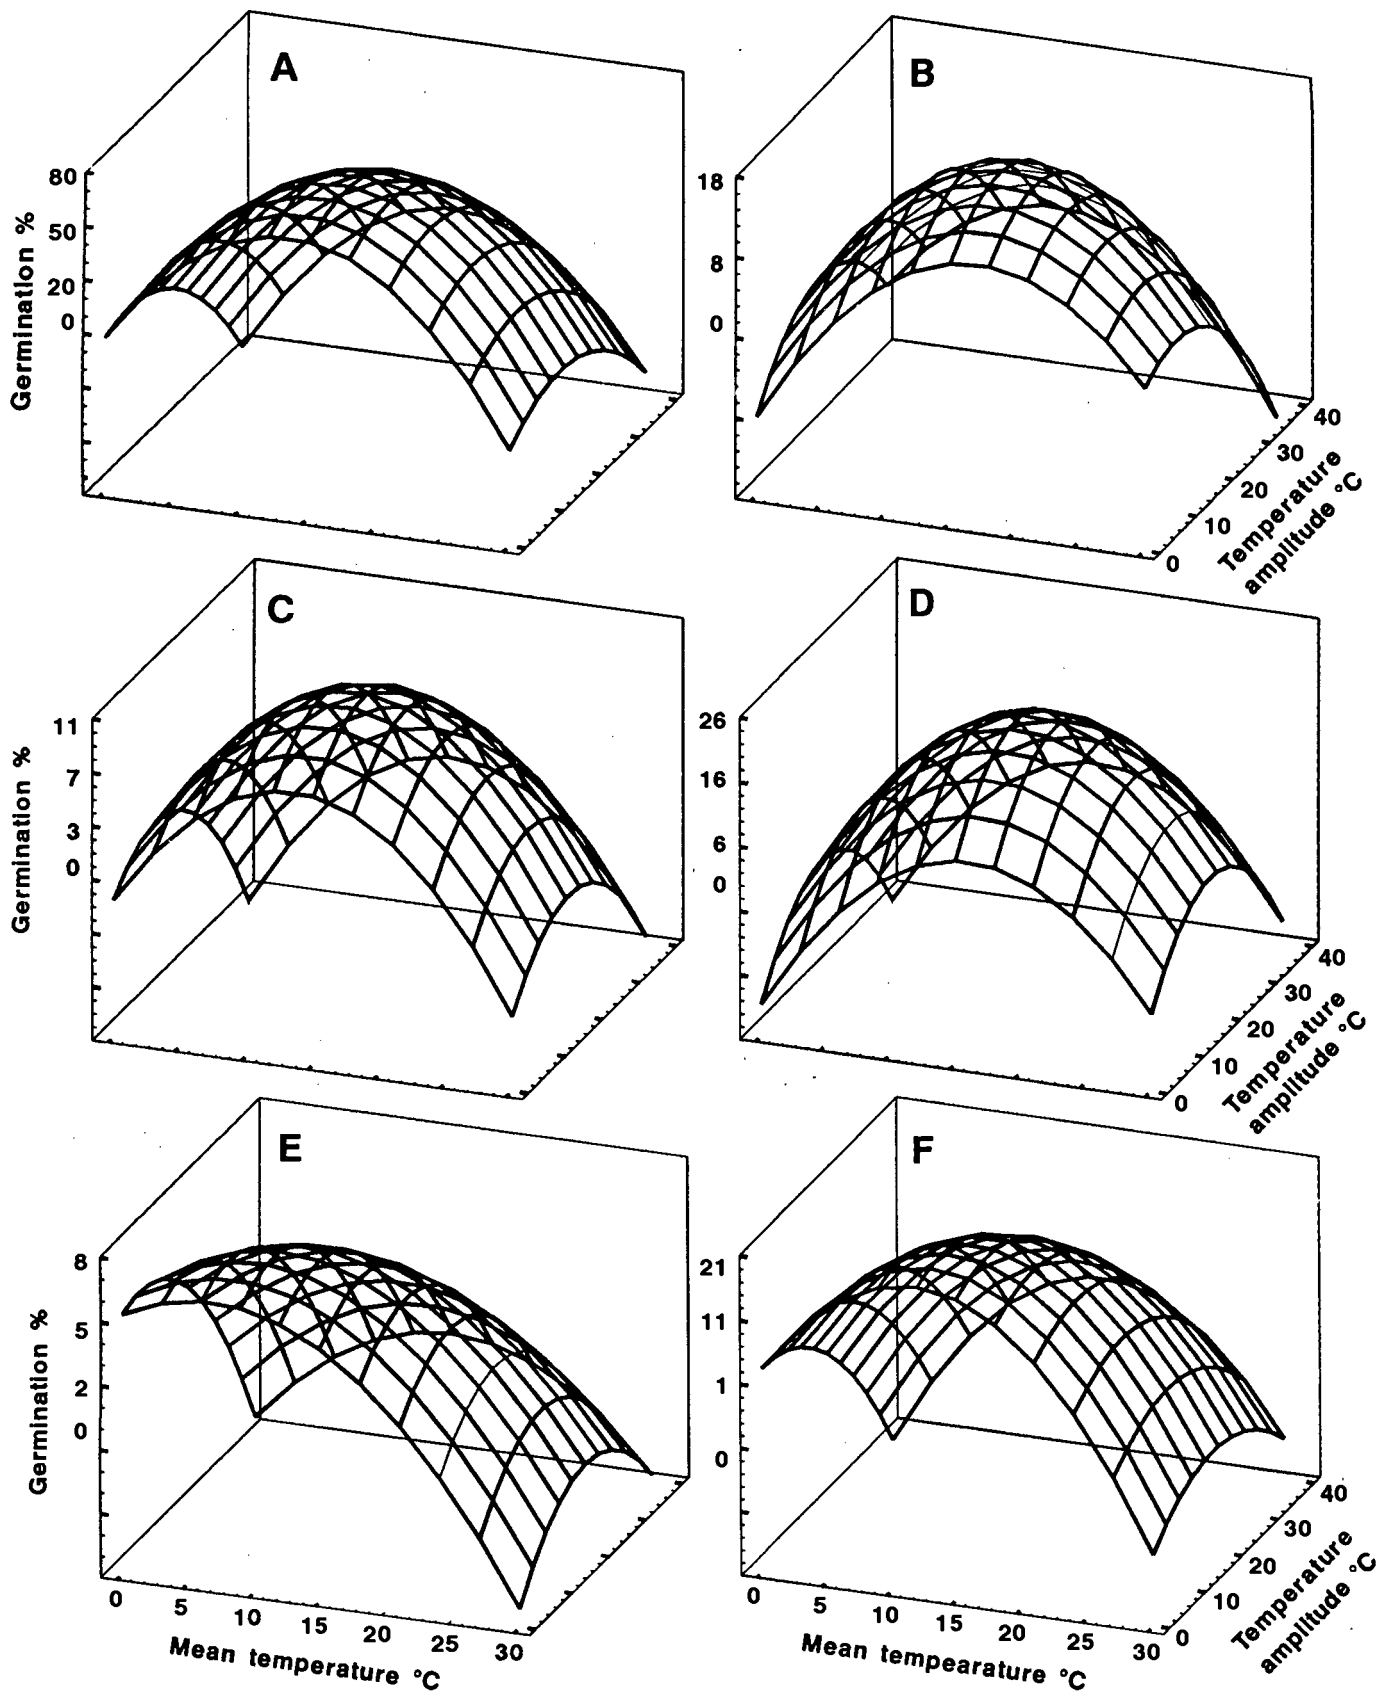 A
B
80
50
20
0
Germination %
18
8
0
40
30
20
10
0
Temperature
amplitude °C
C
D
11
7
3
0
Germination %
26
16
6
0
40
30
20
10
0
Temperature
amplitude °C
E
F
8
5
2
0
Germination %
21
11
1
0
40
30
20
10
0
Temperature
amplitude °C
0 5 10 15 20 25 30
Mean temperature °C
0 5 10 15 20 25 30
Mean tempearature °C